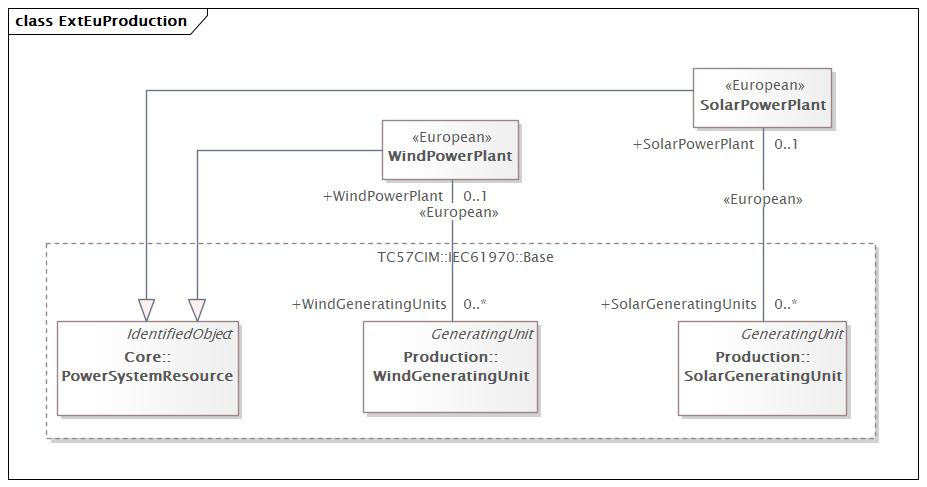 class ExtEuProduction
«European»
SolarPowerPlant
+SolarPowerPlant 0..1
«European»
«European»
WindPowerPlant
+WindPowerPlant 0..1
«European»
TC57CIM::IEC61970::Base
+WindGeneratingUnits 0..*
+SolarGeneratingUnits 0..*
IdentifiedObject
Core::
PowerSystemResource
GeneratingUnit
Production::
WindGeneratingUnit
GeneratingUnit
Production::
SolarGeneratingUnit